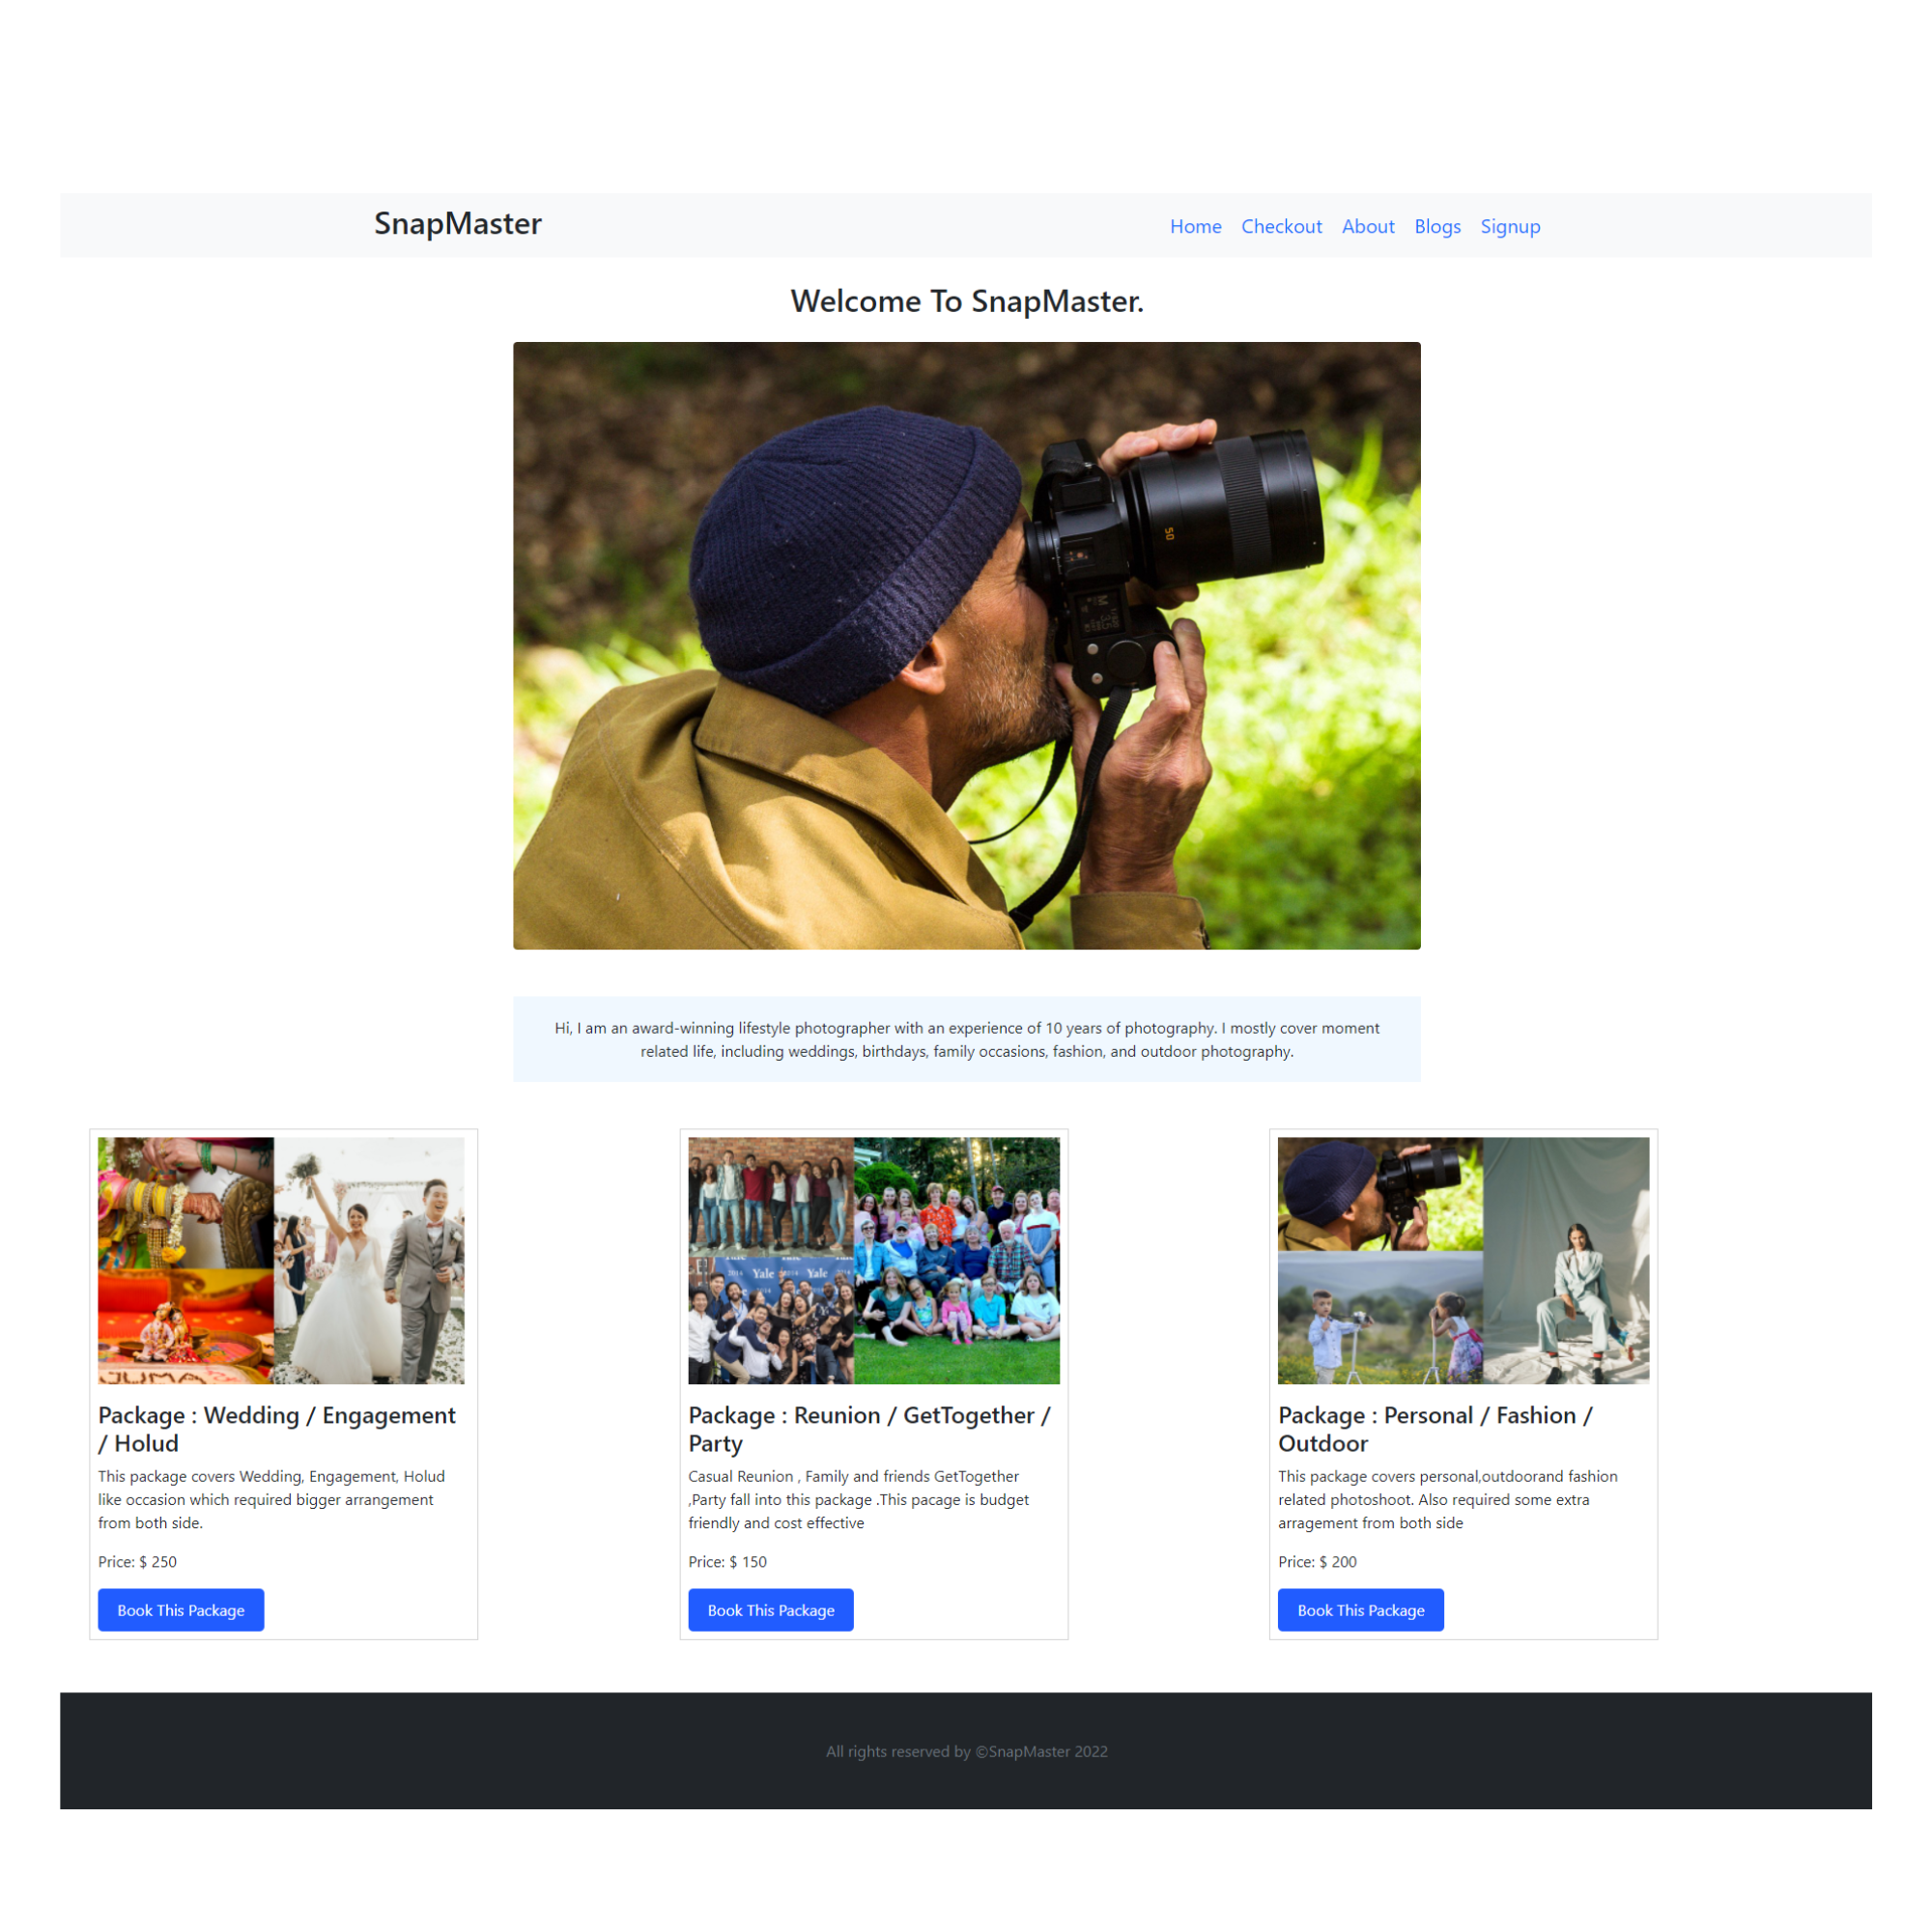 SnapMaster
Home Checkout About Blogs Signup
Welcome To SnapMaster.
50
Hi, I am an award-winning lifestyle photographer with an experience of 10 years of photography. I mostly cover moment
related life, including weddings, birthdays, family occasions, fashion, and outdoor photography.
Yale 2014 Yale
Package : Wedding / Engagement
/ Holud
This package covers Wedding, Engagement, Holud
like occasion which required bigger arrangement
from both side.
Price: $ 250
Book This Package
Package : Reunion / GetTogether /
Party
Casual Reunion , Family and friends GetTogether
,Party fall into this package .This pacage is budget
friendly and cost effective
Price: $ 150
Book This Package
Package : Personal / Fashion /
Outdoor
This package covers personal,outdoorand fashion
related photoshoot. Also required some extra
arragement from both side
Price: $ 200
Book This Package
All rights reserved by ©SnapMaster 2022